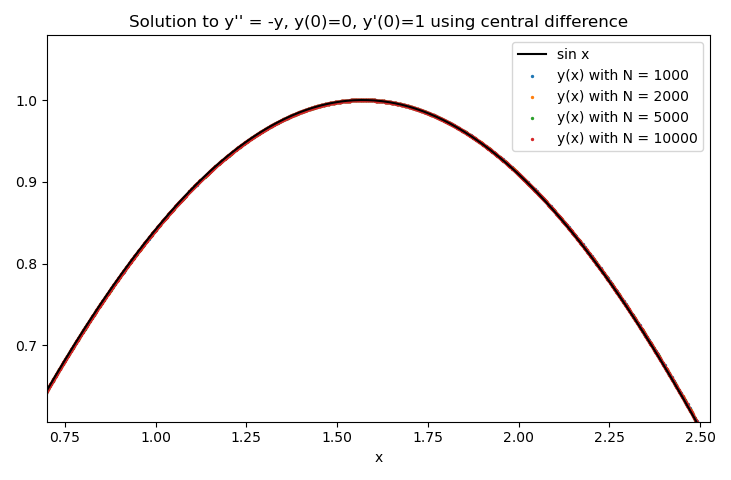 Solution to y'' = -y, y(0)=0, y'(0)=1 using central difference
sin x
y(x) with N = 1000
y(x) with N = 2000
y(x) with N = 5000
y(x) with N = 10000
1.0
0.9
0.8
0.7
0.75 1.00 1.25 1.50 1.75 2.00 2.25 2.50
x